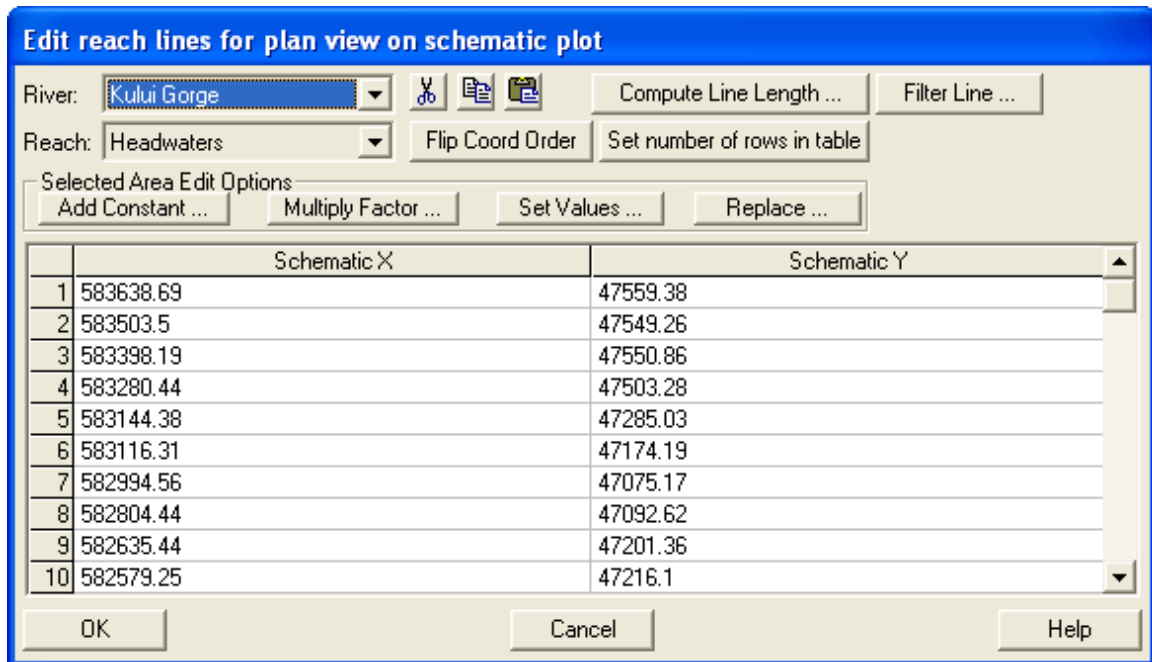 Edit reach lines for plan view on schematic plot
River: Kului Gorge Compute Line Length ... Filter Line ...
Reach: Headwaters Flip Coord Order Set number of rows in table
Selected Area Edit Options
Add Constant ... Multiply Factor ... Set Values ... Replace ...
Schematic X Schematic Y
1 583638.69 47559.38
2 583503.5 47549.26
3 583398.19 47550.86
4 583280.44 47503.28
5 583144.38 47285.03
6 583116.31 47174.19
7 582994.56 47075.17
8 582804.44 47092.62
9 582635.44 47201.36
10 582579.25 47216.1
OK Cancel Help